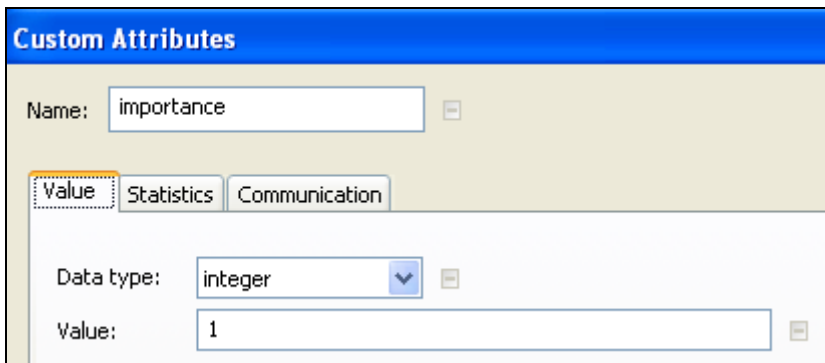 Custom Attributes
Name: importance
Value Statistics Communication
Data type: integer
Value: 1